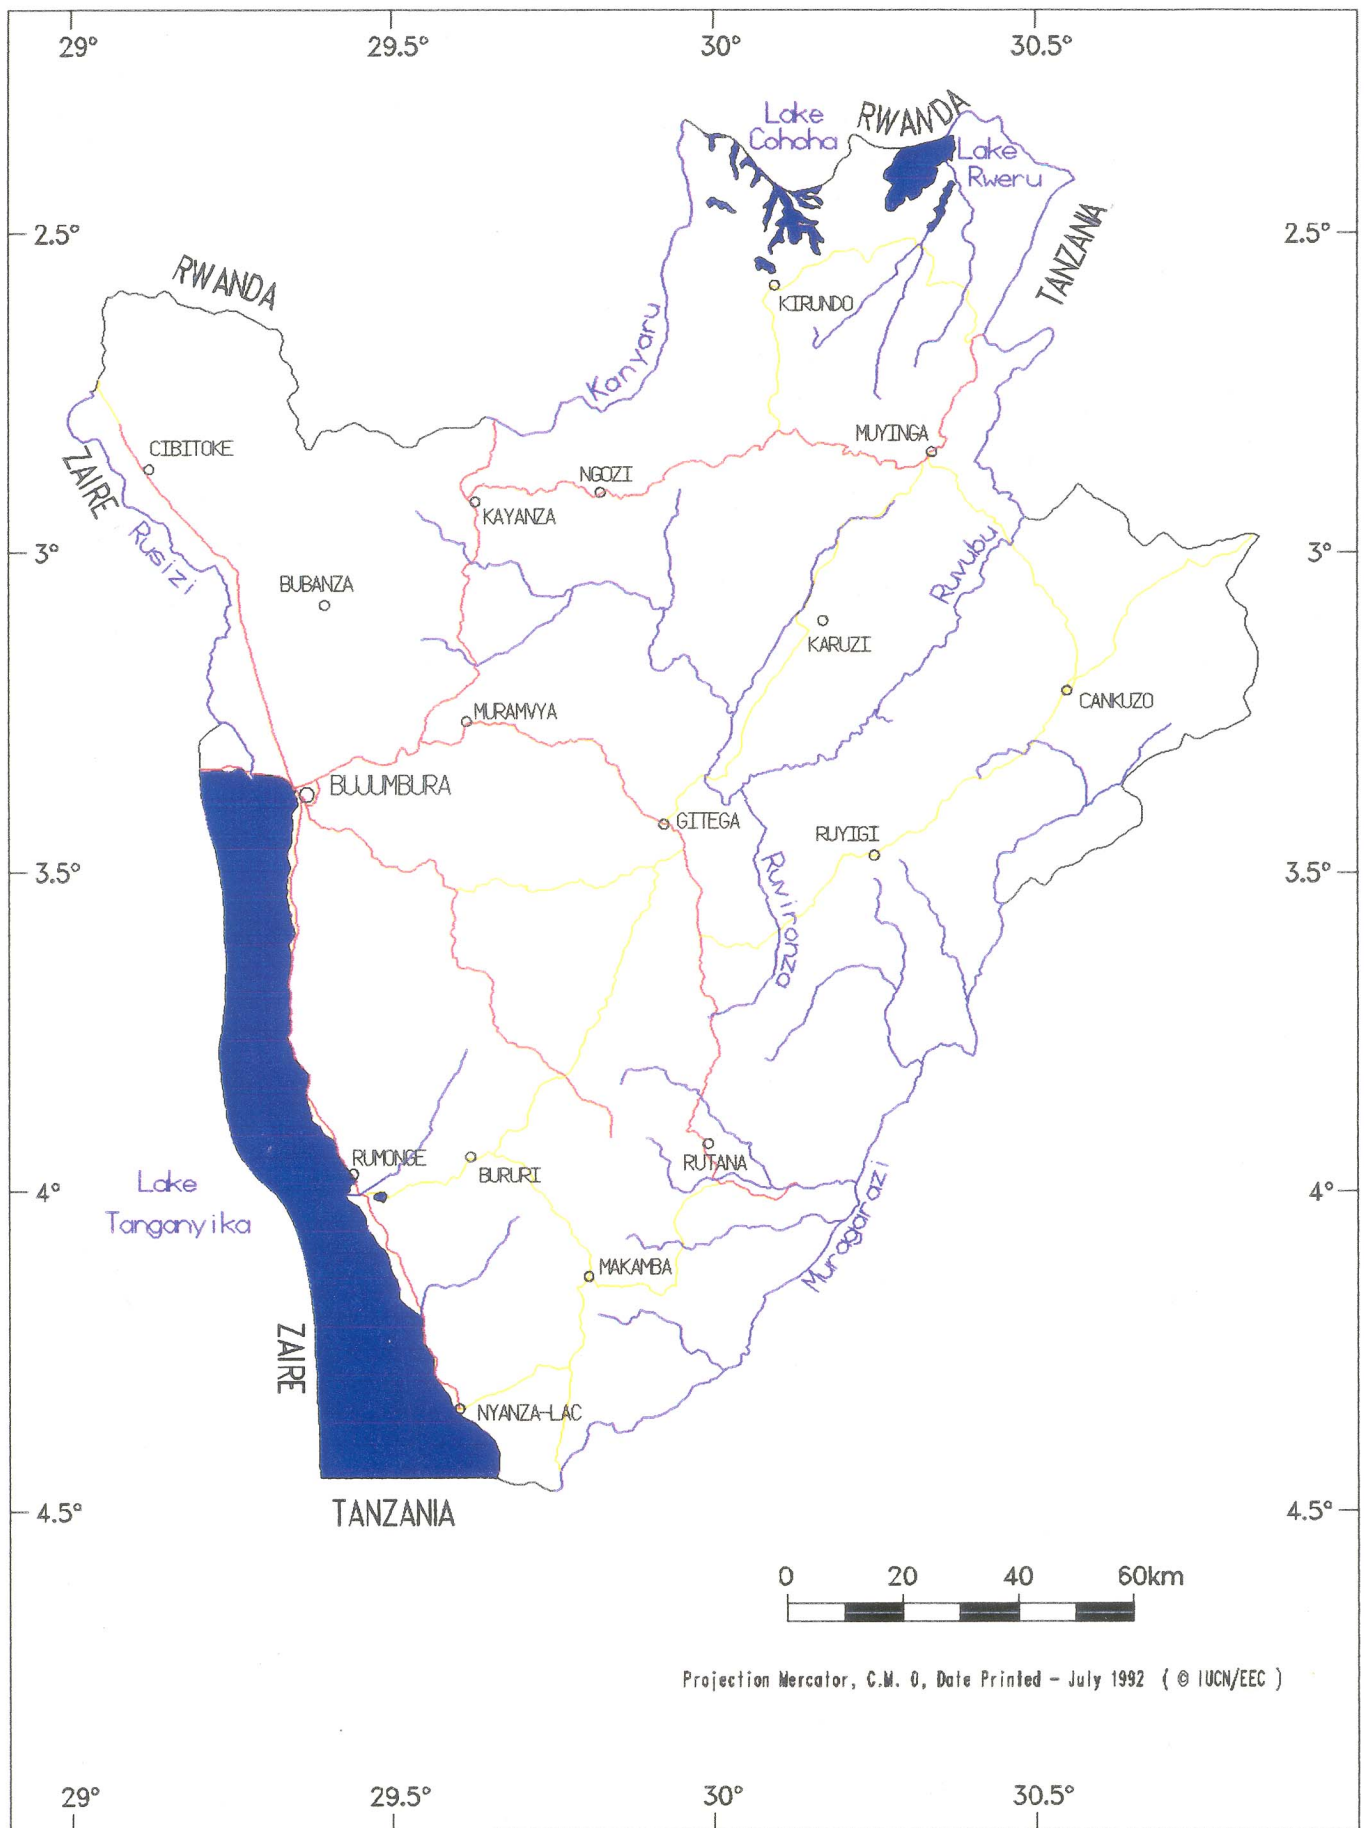 29° 29.5° 30° 30.5°
Lake
Cohoha
RWANDA
Lake
Rweru
2.5° 2.5°
TANZANIA
RWANDA
KIRUNDO
Kanyaru
CIBITOKE
MUYINGA
ZAIRE
NGOZI
KAYANZA
Rusizi
3° 3°
BUBANZA
Ruvubu
KARUZI
CANKUZO
MURAMVYA
BUJUMBURA
GITEGA
RUYIGI
3.5° 3.5°
Ruvironzo
RUMONGE
BURURI
RUTANA
Lake
Tanganyika
4° 4°
Muragarazi
MAKAMBA
ZAIRE
NYANZA-LAC
TANZANIA
4.5° 4.5°
0 20 40 60km
Projection Mercator, C.M. 0, Date Printed - July 1992 ( © IUCN/EEC )
29° 29.5° 30° 30.5°